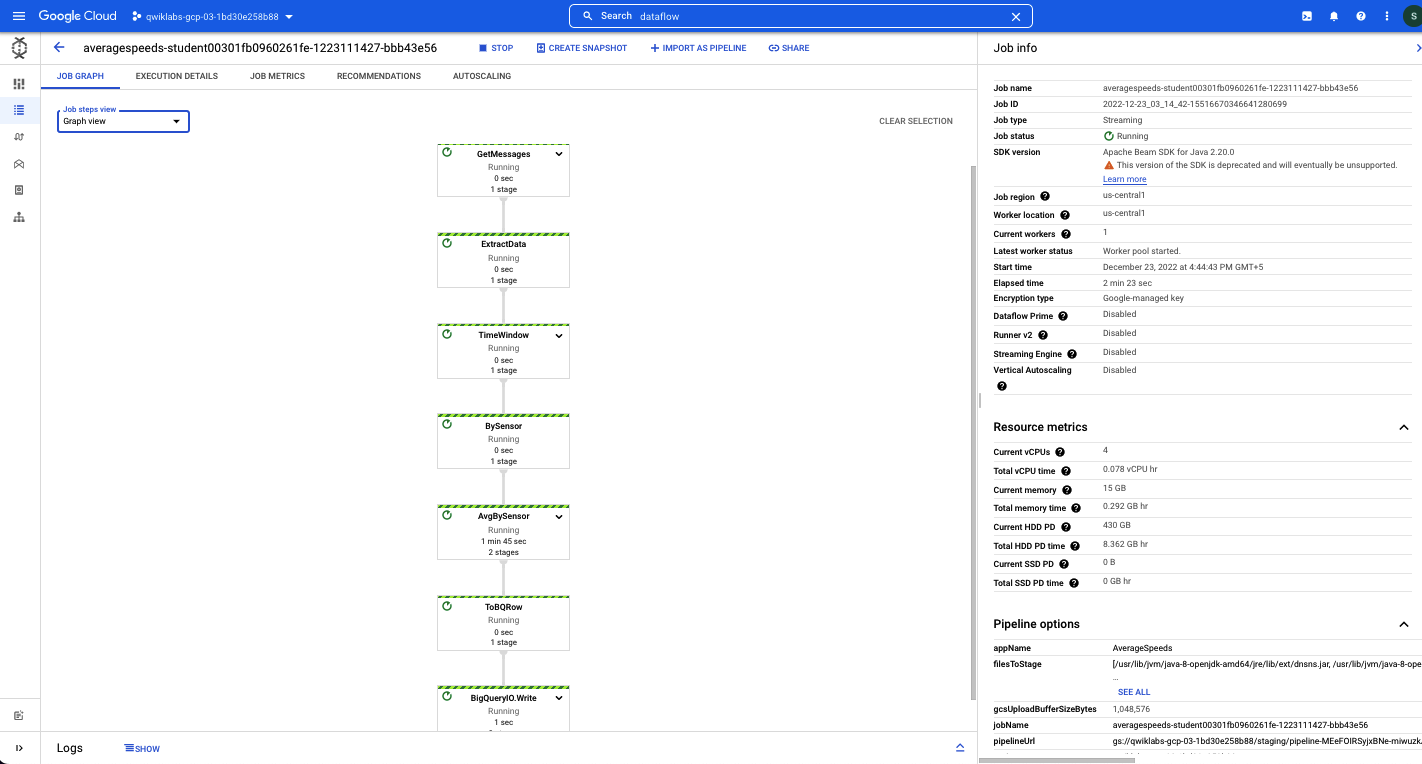 Google Cloud
qwiklabs-gcp-03-1bd30e258b88
Search dataflow
S
averagespeeds-student00301fb0960261fe-1223111427-bbb43e56
STOP
CREATE SNAPSHOT
IMPORT AS PIPELINE
SHARE
JOB GRAPH
EXECUTION DETAILS
JOB METRICS
RECOMMENDATIONS
AUTOSCALING
Job steps view
Graph view
CLEAR SELECTION
GetMessages
Running
0 sec
1 stage
ExtractData
Running
0 sec
1 stage
TimeWindow
Running
0 sec
1 stage
BySensor
Running
0 sec
1 stage
AvgBySensor
Running
1 min 45 sec
2 stages
ToBQRow
Running
0 sec
1 stage
BigQueryIO.Write
Running
1 sec
Logs
SHOW
Job info
Job name averagespeeds-student00301fb0960261fe-1223111427-bbb43e56
Job ID 2022-12-23_03_14_42-15516670346641280699
Job type Streaming
Job status Running
SDK version Apache Beam SDK for Java 2.20.0
This version of the SDK is deprecated and will eventually be unsupported.
Learn more
Job region us-central1
Worker location us-central1
Current workers 1
Latest worker status Worker pool started.
Start time December 23, 2022 at 4:44:43 PM GMT+5
Elapsed time 2 min 23 sec
Encryption type Google-managed key
Dataflow Prime Disabled
Runner v2 Disabled
Streaming Engine Disabled
Vertical Autoscaling Disabled
Resource metrics
Current vCPUs 4
Total vCPU time 0.078 vCPU hr
Current memory 15 GB
Total memory time 0.292 GB hr
Current HDD PD 430 GB
Total HDD PD time 8.362 GB hr
Current SSD PD 0 B
Total SSD PD time 0 GB hr
Pipeline options
appName AverageSpeeds
filesToStage [/usr/lib/jvm/java-8-openjdk-amd64/jre/lib/ext/dnsns.jar, /usr/lib/jvm/java-8-ope
...
SEE ALL
gcsUploadBufferSizeBytes 1,048,576
jobName averagespeeds-student00301fb0960261fe-1223111427-bbb43e56
pipelineUrl gs://qwiklabs-gcp-03-1bd30e258b88/staging/pipeline-MEeFOIRSyjxBNe-miwuzk